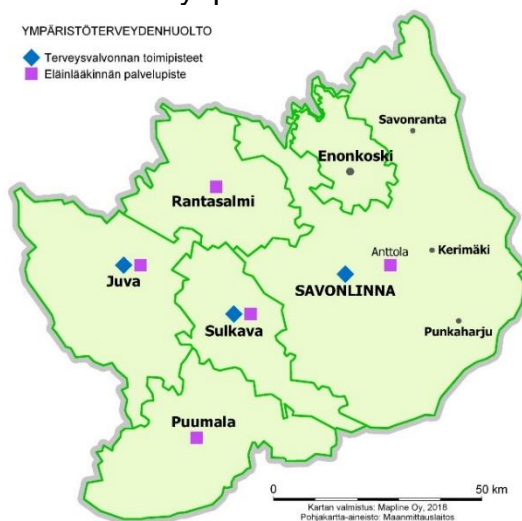 YMPÄRISTÖTERVEYDENHUOLTO
Terveysvalvonnan toimipisteet
Eläinlääkinnän palvelupiste
Savonranta
Enonkoski
Rantasalmi
Anttola
Kerimäki
Juva
SAVONLINNA
Sulkava
Punkaharju
Puumala
0 50 km
Kartan valmistus: Mapline Oy, 2018
Pohjakartta-aineisto: Maanmittauslaitos